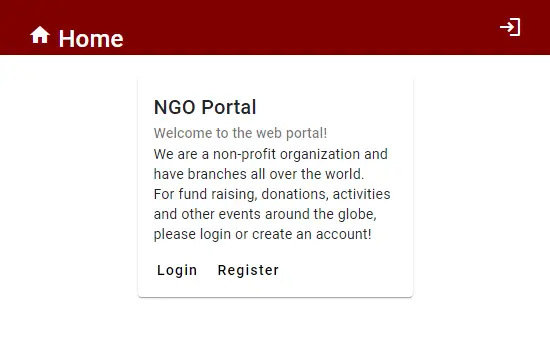 Home
NGO Portal
Welcome to the web portal!
We are a non-profit organization and
have branches all over the world.
For fund raising, donations, activities
and other events around the globe,
please login or create an account!
Login Register